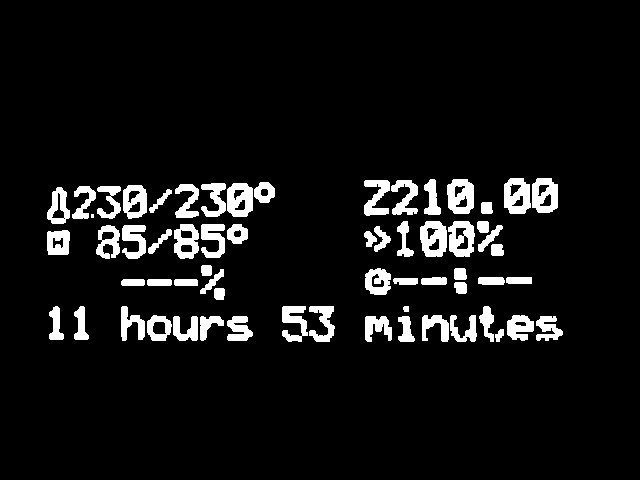 230/230° Z210.00
85/85° »100%
---% --:--
11 hours 53 minutes